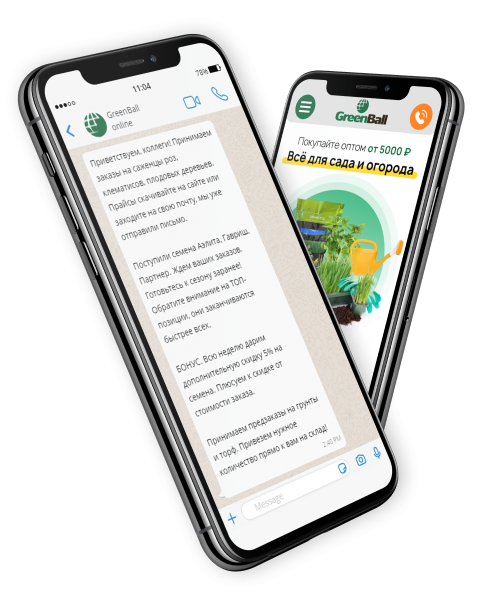 11:04
78%
GreenBall
online
Приветствуем, коллеги! Принимаем
заказы на саженцы роз,
клематисов, плодовых деревьев.
Прайсы скачивайте на сайте или
заходите на свою почту, мы уже
отправили письмо.
Поступили семена Аэлита, Гавриш.
Партнер. Ждем ваших заказов.
Готовьтесь к сезону заранее!
Обратите внимание на ТОП-
позиции, они заканчиваются
быстрее всех.
БОНУС. Всю неделю дарим
дополнительную скидку 5% на
семена. Плюсуем к скидке от
стоимости заказа.
Принимаем предзаказы на грунты
и торф. Привезем нужное
количество прямо к вам на склад!
2:40 PM
Message
GreenBall
Покупайте оптом от 5000 ₽
Всё для сада и огорода